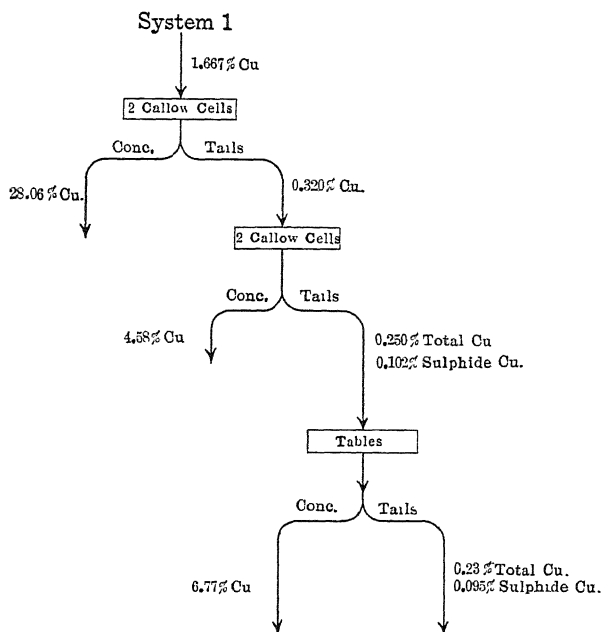 System 1
1.667% Cu
2 Callow Cells
Conc. Tails
28.06% Cu.
0.320% Cu.
2 Callow Cells
Conc. Tails
4.58% Cu
0.250% Total Cu
0.102% Sulphide Cu.
Tables
Conc. Tails
6.77% Cu
0.23% Total Cu.
0.095% Sulphide Cu.